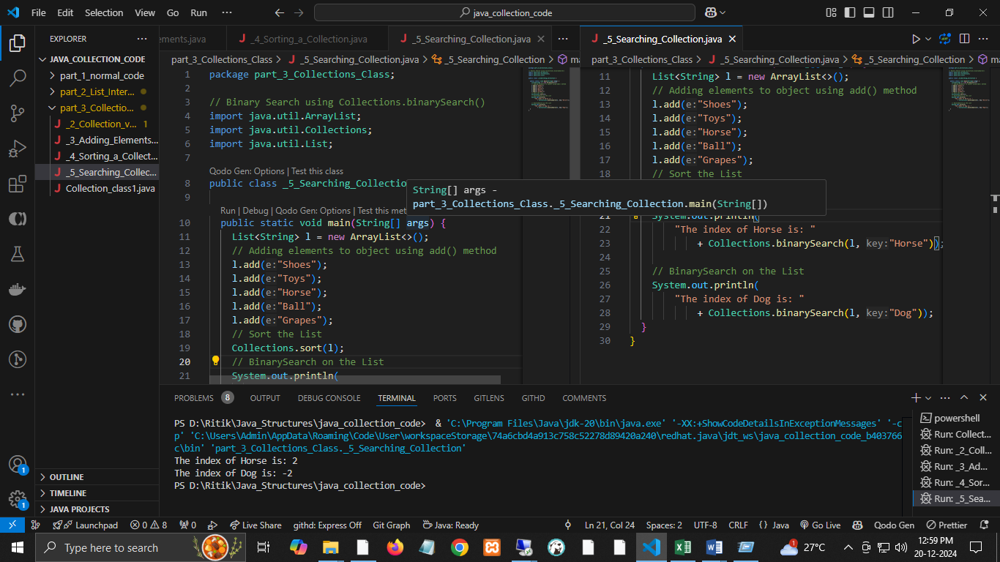 File Edit Selection View Go Run ··· java_collection_code
EXPLORER ···
JAVA_COLLECTION_CODE
part_1_normal_code
part_2_List_Inter...
part_3_Collectio...
_2_Collection_v... 1
_3_Adding_Elements...
_4_Sorting_a_Collect...
_5_Searching_Collec...
Collection_class1.java
OUTLINE
TIMELINE
JAVA PROJECTS
ements.java _4_Sorting_a_Collection.java _5_Searching_Collection.java
part_3_Collections_Class > _5_Searching_Collection.java > _5_Searching_Collection >
1 package part_3_Collections_Class;
2
3 // Binary Search using Collections.binarySearch()
4 import java.util.ArrayList;
5 import java.util.Collections;
6 import java.util.List;
7
Qodo Gen: Options | Test this class
8 public class _5_Searching_Collectio
9
Run | Debug | Qodo Gen: Options | Test this met
10 public static void main(String[] args) {
11 List<String> l = new ArrayList<>();
12 // Adding elements to object using add() method
13 l.add(e:"Shoes");
14 l.add(e:"Toys");
15 l.add(e:"Horse");
16 l.add(e:"Ball");
17 l.add(e:"Grapes");
18 // Sort the List
19 Collections.sort(l);
20 // BinarySearch on the List
21 System.out.println(
String[] args -
part_3_Collections_Class._5_Searching_Collection.main(String[])
_5_Searching_Collection.java
part_3_Collections_Class > _5_Searching_Collection.java > _5_Searching_Collection >
11 List<String> l = new ArrayList<>();
12 // Adding elements to object using add() method
13 l.add(e:"Shoes");
14 l.add(e:"Toys");
15 l.add(e:"Horse");
16 l.add(e:"Ball");
17 l.add(e:"Grapes");
18 // Sort the List
21 System.out.println(
22 "The index of Horse is: "
23 + Collections.binarySearch(l, key:"Horse"));
24
25 // BinarySearch on the List
26 System.out.println(
27 "The index of Dog is: "
28 + Collections.binarySearch(l, key:"Dog"));
29 }
30 }
PROBLEMS 8 OUTPUT DEBUG CONSOLE TERMINAL PORTS GITLENS GITHD COMMENTS
PS D:\Ritik\Java_Structures\java_collection_code> & 'C:\Program Files\Java\jdk-20\bin\java.exe' '-XX:+ShowCodeDetailsInExceptionMessages' '-c
p' 'C:\Users\Admin\AppData\Roaming\Code\User\workspaceStorage\74a6cbd4a913c758c52278d89420a240\redhat.java\jdt_ws\java_collection_code_b403766
c\bin' 'part_3_Collections_Class._5_Searching_Collection'
The index of Horse is: 2
The index of Dog is: -2
PS D:\Ritik\Java_Structures\java_collection_code>
powershell
Run: Collect...
Run: _2_Coll...
Run: _3_Ad...
Run: _4_Sor...
Run: _5_Sea...
1
1
Launchpad 0 8 0 Live Share githd: Express Off Git Graph Java: Ready Ln 21, Col 24 Spaces: 2 UTF-8 CRLF {} Java Go Live Qodo Gen Prettier
Type here to search 1 27°C 12:59 PM
20-12-2024